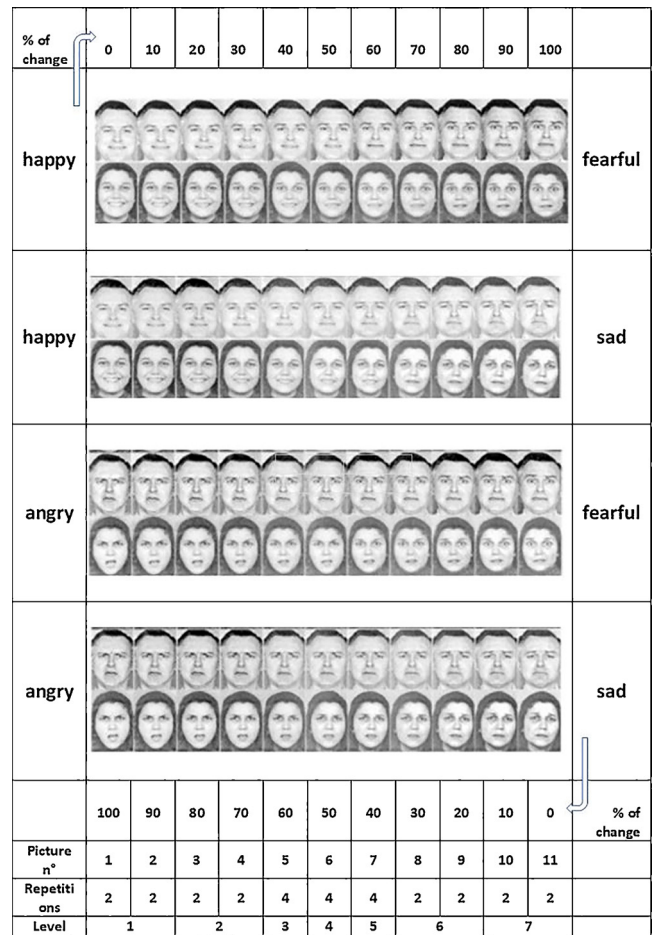 % of change 0 10 20 30 40 50 60 70 80 90 100
happy fearful
happy sad
angry fearful
angry sad
100 90 80 70 60 50 40 30 20 10 0 % of change
Picture n° 1 2 3 4 5 6 7 8 9 10 11
Repetiti ons 2 2 2 2 4 4 4 2 2 2 2
Level 1 2 3 4 5 6 7